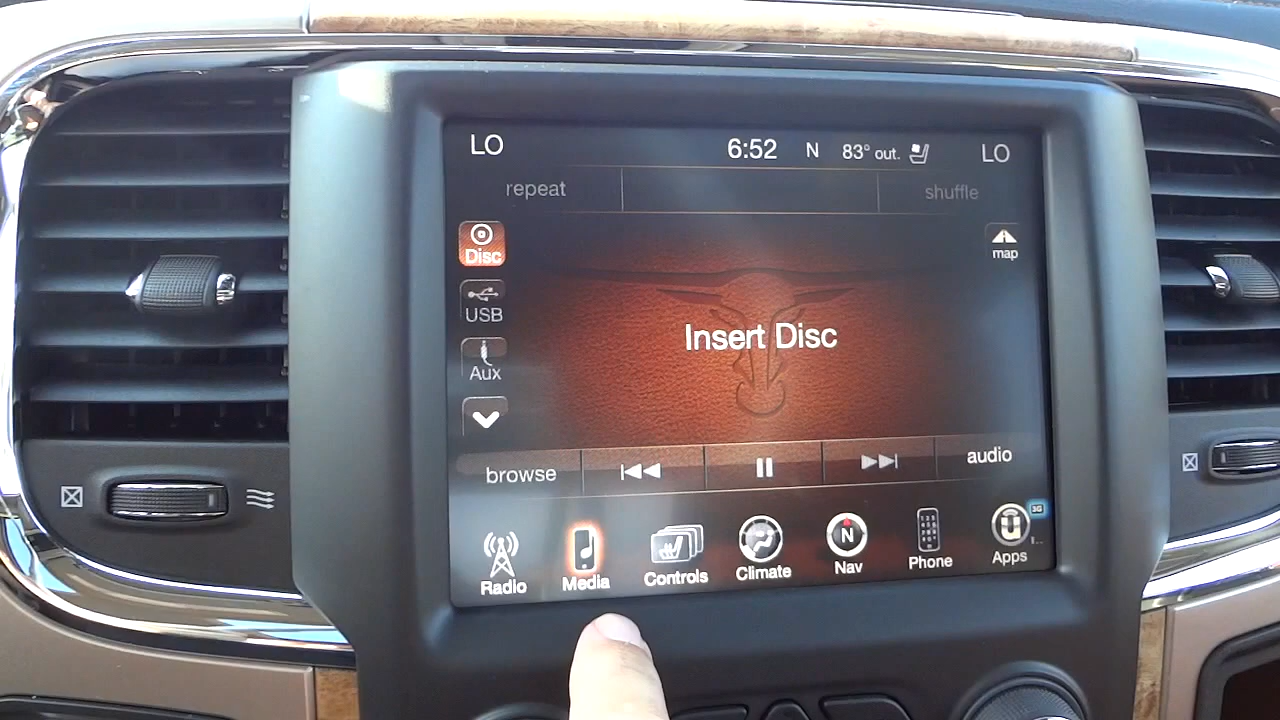 LO 6:52 N 83° out. LO
repeat shuffle
Disc
map
USB
Insert Disc
Aux
browse audio
Radio Media Controls Climate Nav Phone Apps
N
3G